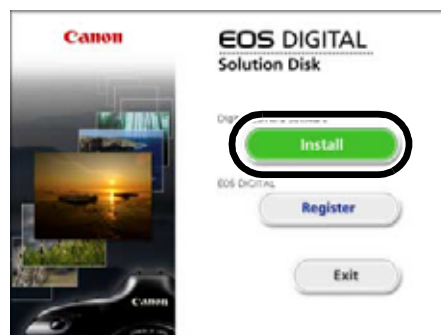 Canon
EOS DIGITAL
Solution Disk
Install
EOS DIGITAL
Register
Exit
Canon